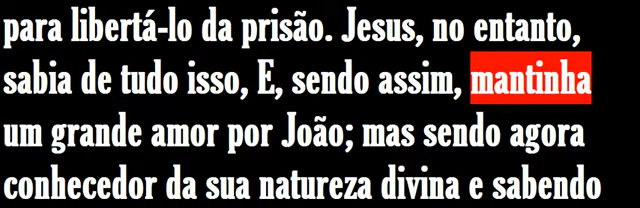 para libertá-lo da prisão. Jesus, no entanto,
sabia de tudo isso, E, sendo assim, mantinha
um grande amor por João; mas sendo agora
conhecedor da sua natureza divina e sabendo